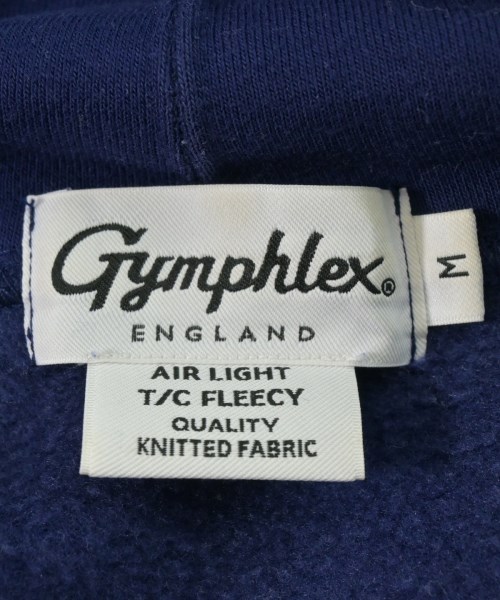 Gymphlex®
ENGLAND
M
AIR LIGHT
T/C FLEECY
QUALITY
KNITTED FABRIC